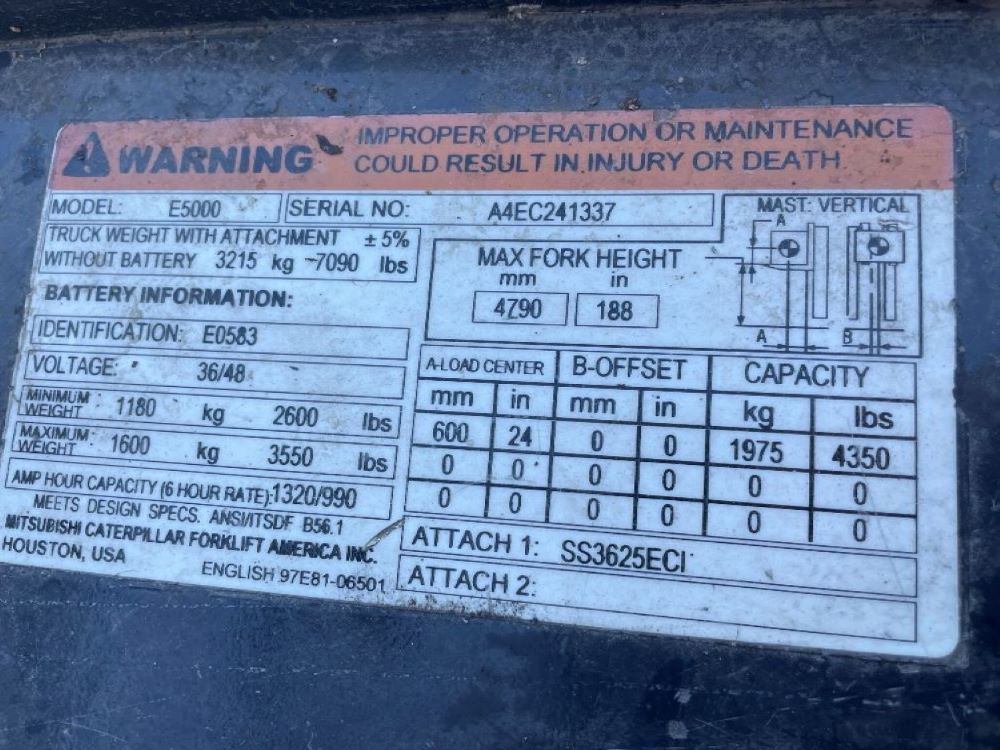 WARNING
IMPROPER OPERATION OR MAINTENANCE
COULD RESULT IN INJURY OR DEATH.
MODEL: E5000 SERIAL NO: A4EC241337
TRUCK WEIGHT WITH ATTACHMENT ± 5%
WITHOUT BATTERY 3215 kg ~7090 lbs
BATTERY INFORMATION:
IDENTIFICATION: E0583
VOLTAGE: 36/48
MINIMUM WEIGHT : 1180 kg 2600 lbs
MAXIMUM WEIGHT : 1600 kg 3550 lbs
AMP HOUR CAPACITY (6 HOUR RATE):1320/990
MEETS DESIGN SPECS. ANSI/ITSDF B56.1
MITSUBISHI CATERPILLAR FORKLIFT AMERICA INC.
HOUSTON, USA
ENGLISH 97E81-06501
MAST: VERTICAL
A
MAX FORK HEIGHT
mm in
4790 188
A B
A-LOAD CENTER B-OFFSET CAPACITY
mm in mm in kg lbs
600 24 0 0 1975 4350
0 0 0 0 0 0
0 0 0 0 0 0
ATTACH 1: SS3625ECI
ATTACH 2: